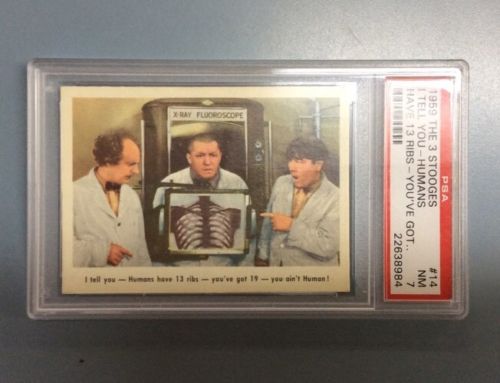 X-RAY FLUOROSCOPE
I tell you — Humans have 13 ribs — you've got 19 — you ain't Human!
PSA
1959 THE 3 STOOGES #14
I TELL YOU-HUMANS NM
HAVE 13 RIBS - YOU'VE GOT.. 7
22638984